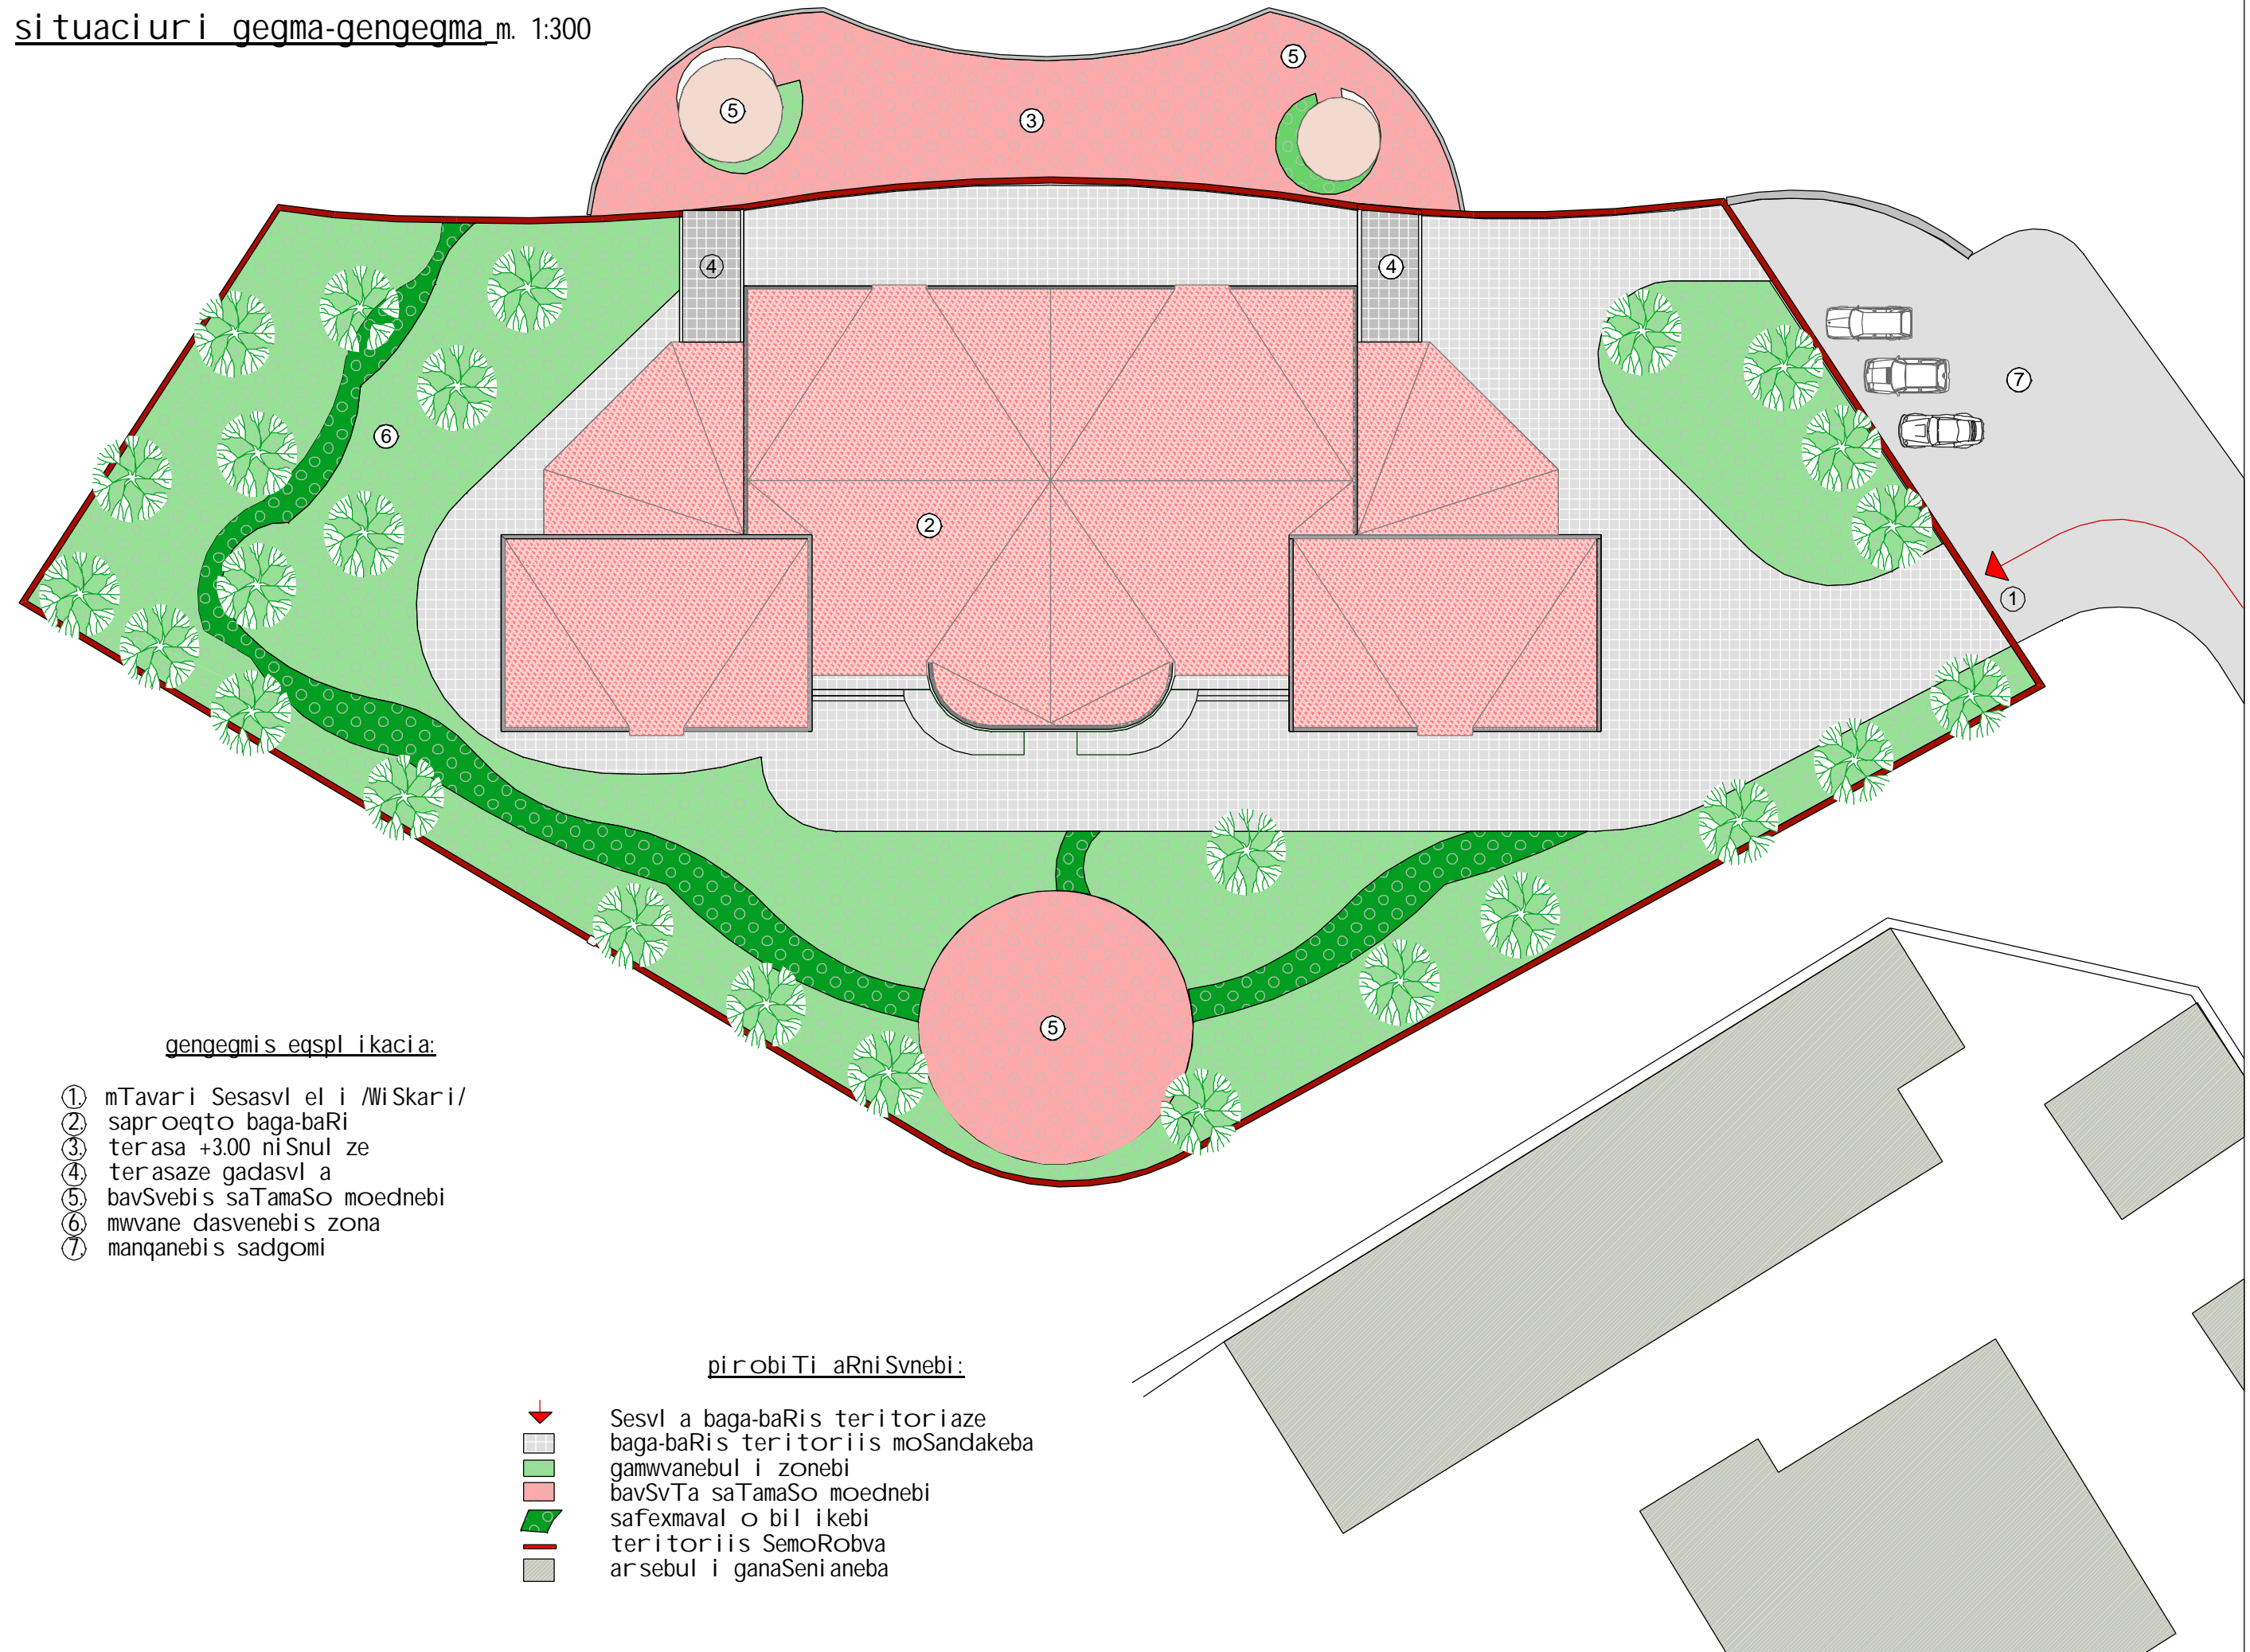 situaciuri gegma-gengegma m. 1:300
5
5
3
4
4
7
6
2
1
5
gengegmis eqsplikacia:
1. mTavari Sesasvleli /WiSkari/
2. saproeqto baga-baRi
3. terasa +3.00 niSnulze
4. terasaze gadasvla
5. bavSvebis saTamaSo moednebi
6. mwvane dasvenebis zona
7. manqanebis sadgomi
pirobiTi aRniSvnebi:
Sesvla baga-baRis teritoriaze
baga-baRis teritoriis moSandakeba
gamwvanebuli zonebi
bavSvTa saTamaSo moednebi
safexmavalo bilikebi
teritoriis SemoRobva
arsebuli ganaSenianeba